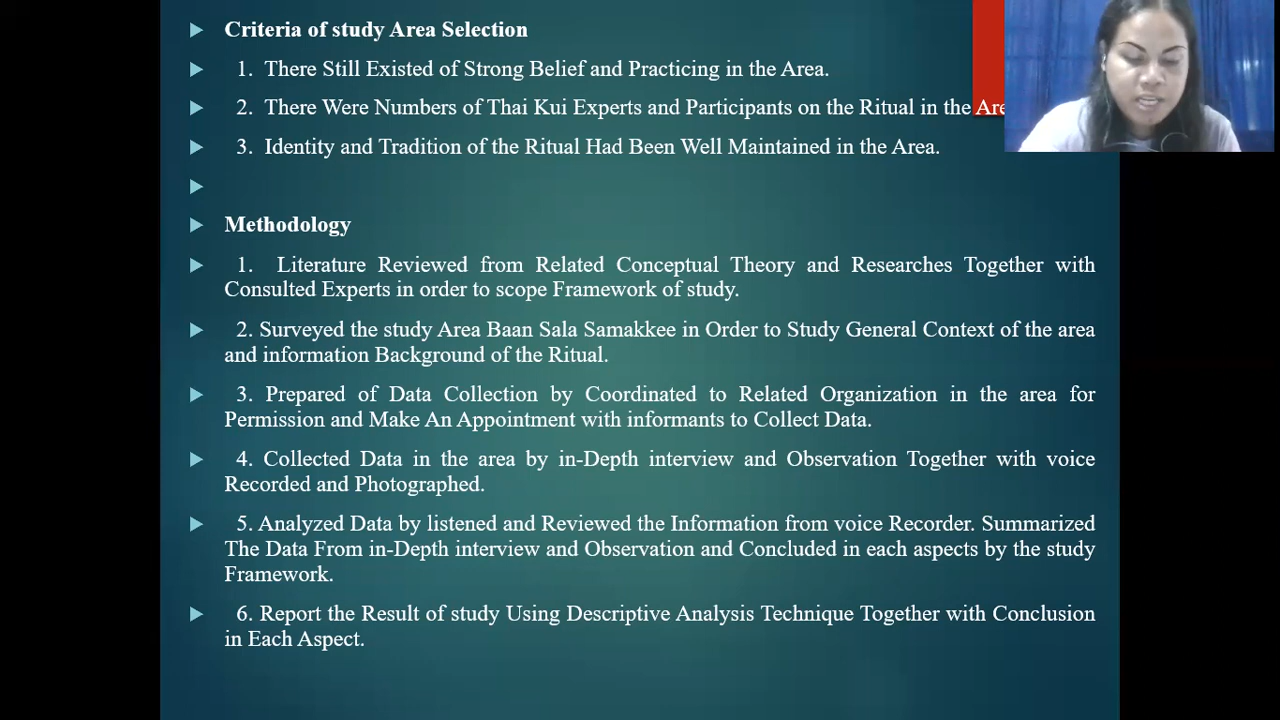 Criteria of study Area Selection
1. There Still Existed of Strong Belief and Practicing in the Area.
2. There Were Numbers of Thai Kui Experts and Participants on the Ritual in the
3. Identity and Tradition of the Ritual Had Been Well Maintained in the Area.
Methodology
1. Literature Reviewed from Related Conceptual Theory and Researches Together with
Consulted Experts in order to scope Framework of study.
2. Surveyed the study Area Baan Sala Samakkee in Order to Study General Context of the area
and information Background of the Ritual.
3. Prepared of Data Collection by Coordinated to Related Organization in the area for
Permission and Make An Appointment with informants to Collect Data.
4. Collected Data in the area by in-Depth interview and Observation Together with voice
Recorded and Photographed.
5. Analyzed Data by listened and Reviewed the Information from voice Recorder. Summarized
The Data From in-Depth interview and Observation and Concluded in each aspects by the study
Framework.
6. Report the Result of study Using Descriptive Analysis Technique Together with Conclusion
in Each Aspect.